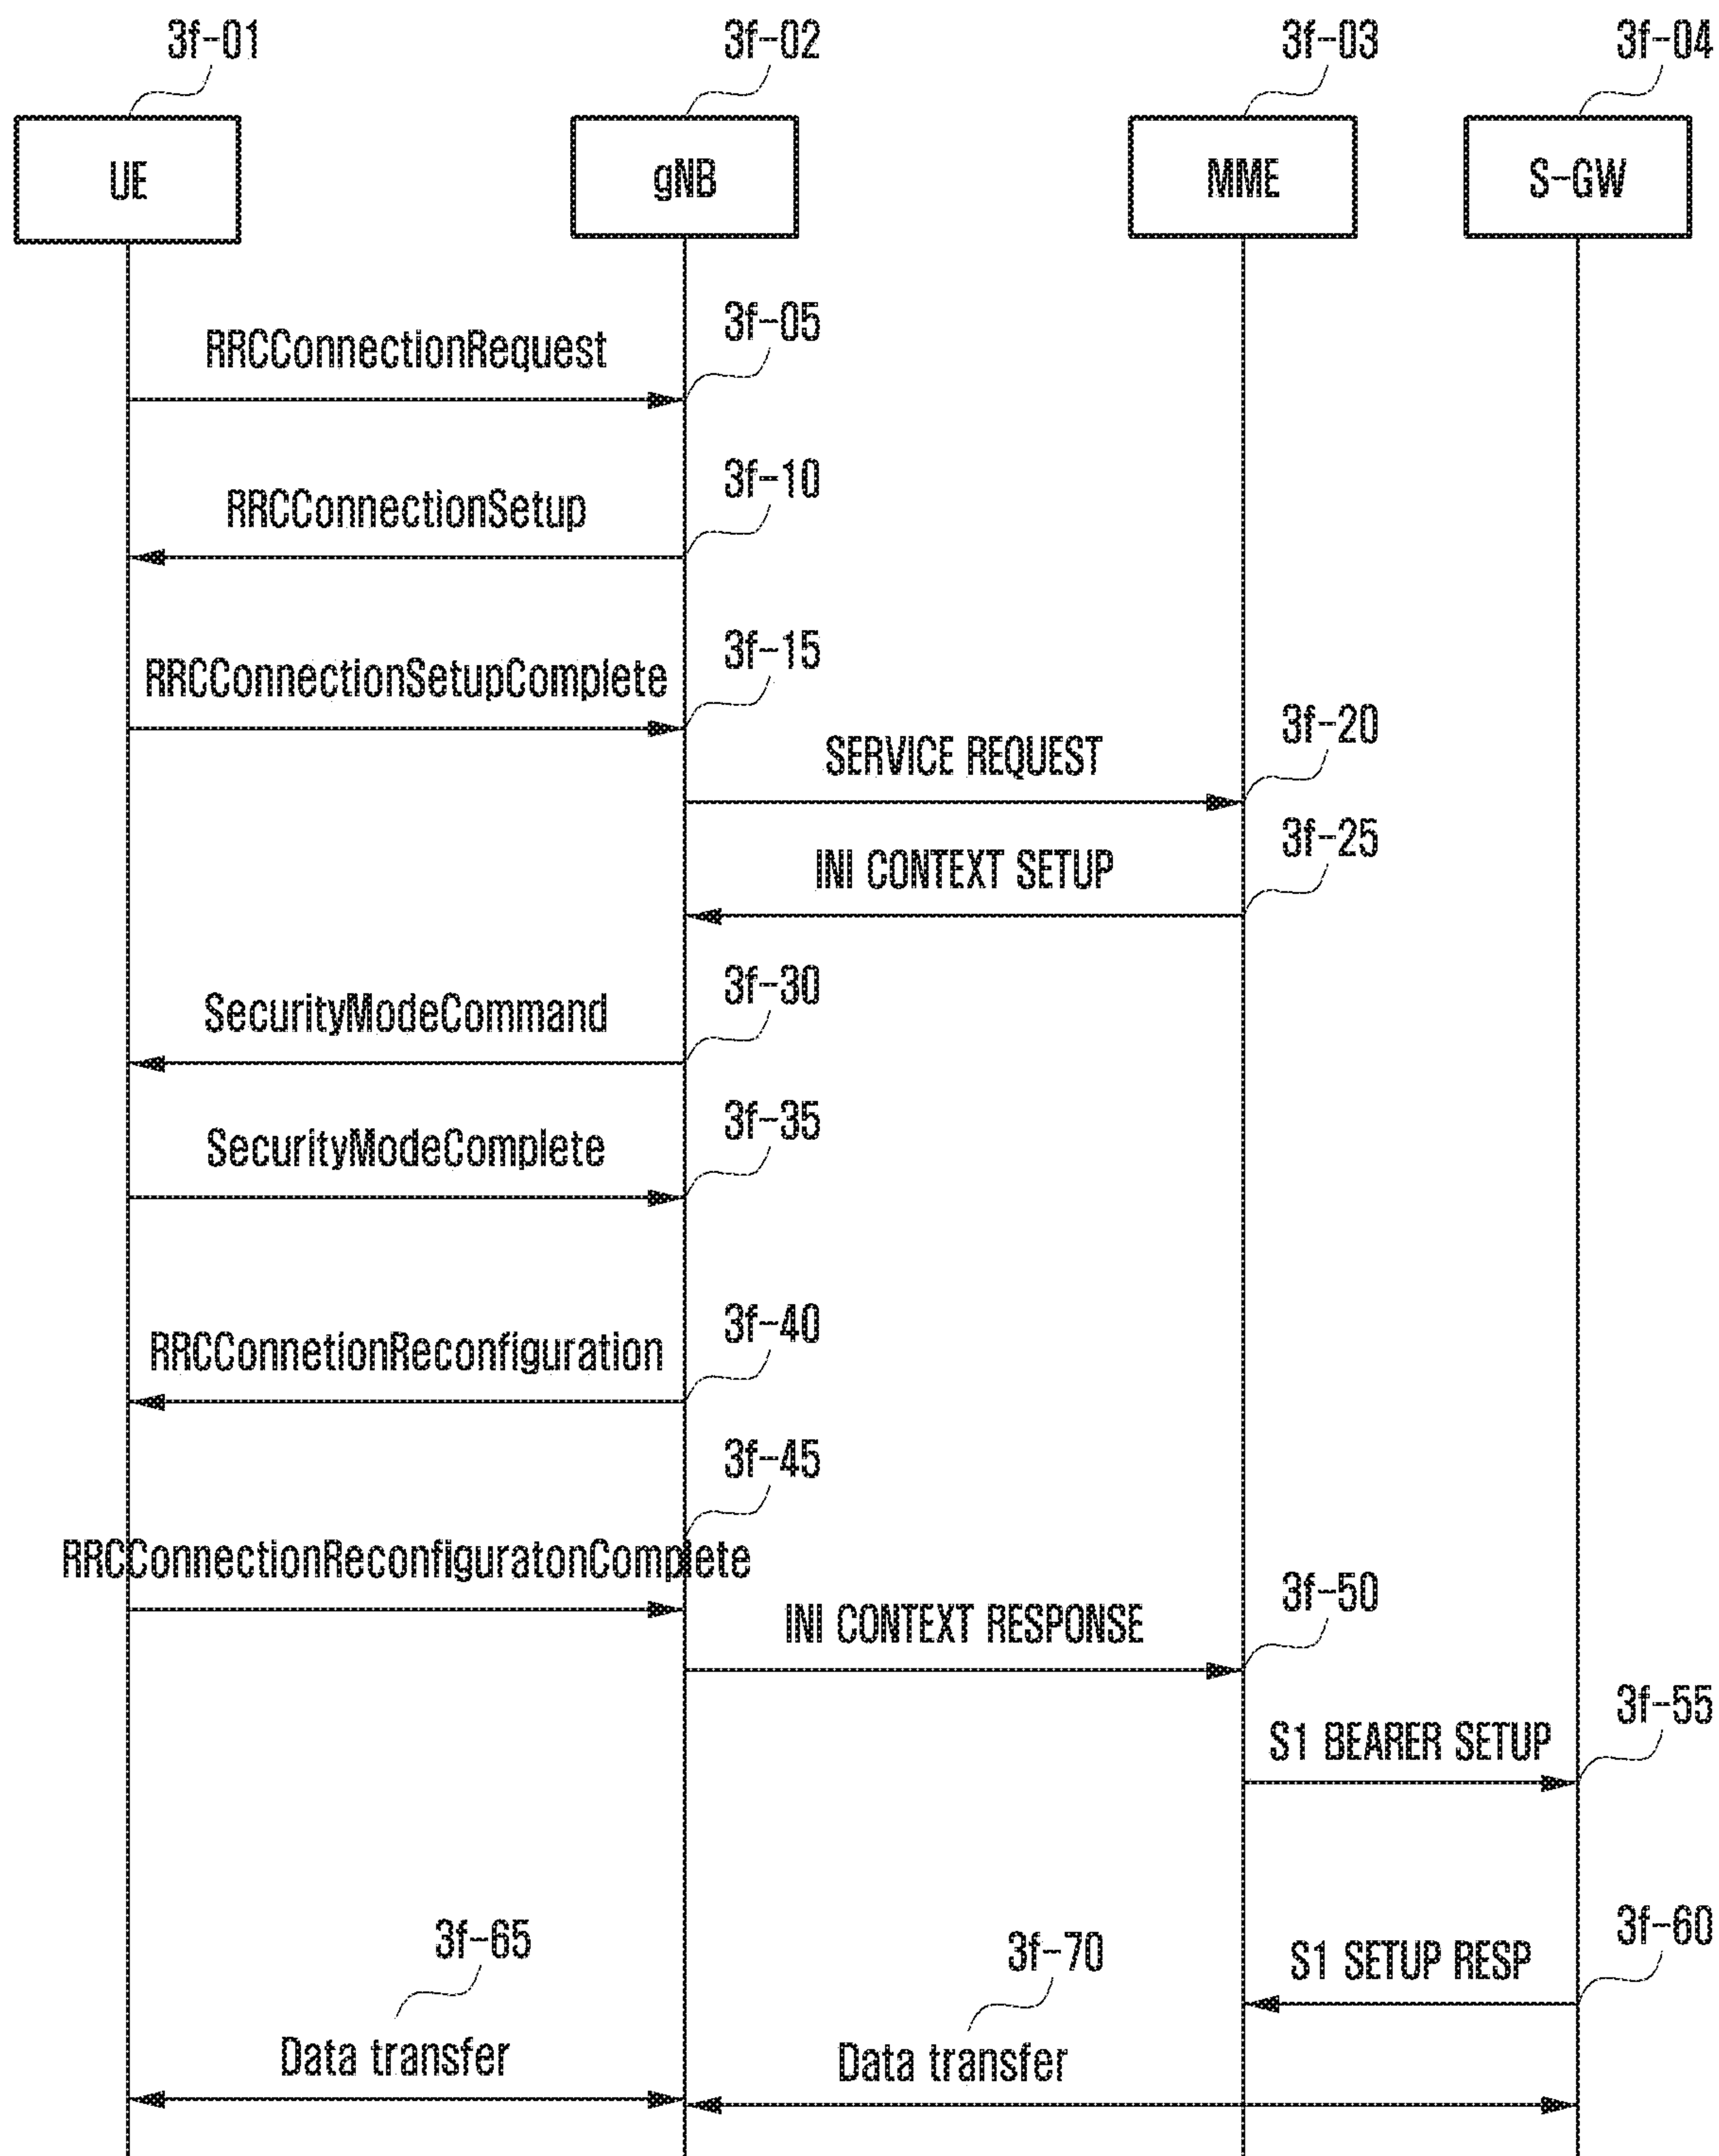 3f-01
3f-02
3f-03
3f-04
UE
gNB
MME
S-GW
3f-05
RRCConnectionRequest
3f-10
RRCConnectionSetup
3f-15
RRCConnectionSetupComplete
3f-20
SERVICE REQUEST
3f-25
INI CONTEXT SETUP
3f-30
SecurityModeCommand
3f-35
SecurityModeComplete
3f-40
RRCConnetionReconfiguration
3f-45
RRCConnectionReconfiguratonComplete
3f-50
INI CONTEXT RESPONSE
3f-55
S1 BEARER SETUP
3f-60
S1 SETUP RESP
3f-65
3f-70
Data transfer
Data transfer